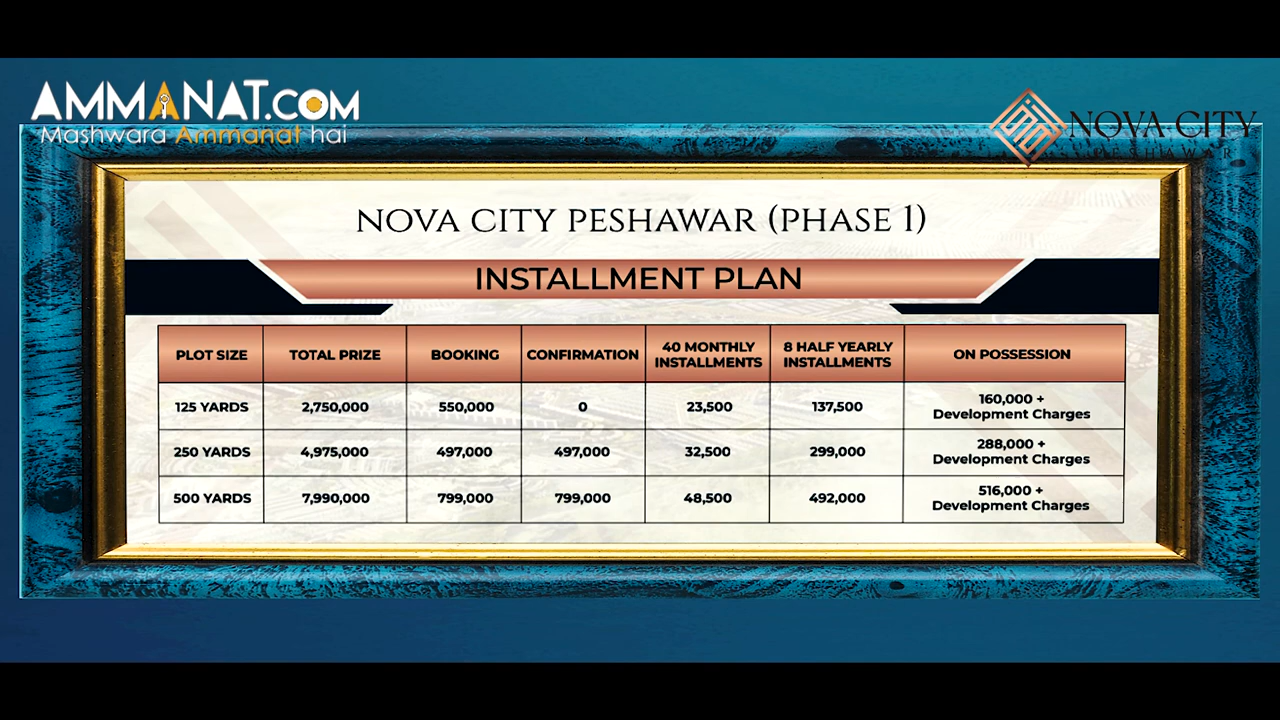 AMMANAT.COM
Mashwara Ammanat hai
NOVA CITY
PESHAWAR
NOVA CITY PESHAWAR (PHASE 1)
INSTALLMENT PLAN
PLOT SIZE TOTAL PRIZE BOOKING CONFIRMATION 40 MONTHLY INSTALLMENTS 8 HALF YEARLY INSTALLMENTS ON POSSESSION
125 YARDS 2,750,000 550,000 0 23,500 137,500 160,000 + Development Charges
250 YARDS 4,975,000 497,000 497,000 32,500 299,000 288,000 + Development Charges
500 YARDS 7,990,000 799,000 799,000 48,500 492,000 516,000 + Development Charges